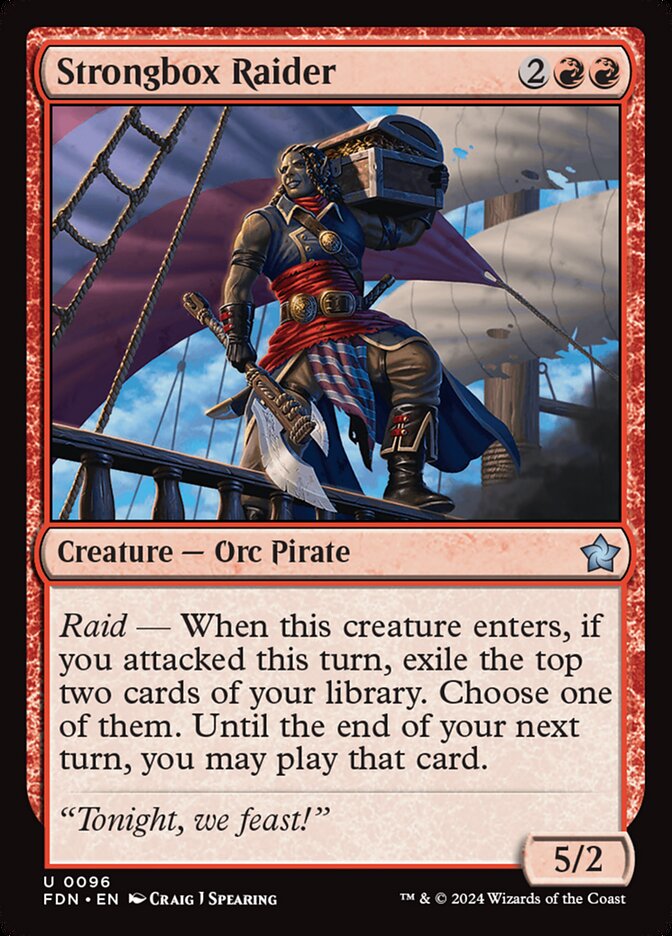 Strongbox Raider 2
Creature — Orc Pirate
Raid — When this creature enters, if
you attacked this turn, exile the top
two cards of your library. Choose one
of them. Until the end of your next
turn, you may play that card.
“Tonight, we feast!”
5/2
U 0096
FDN • EN Craig J Spearing
™ & © 2024 Wizards of the Coast